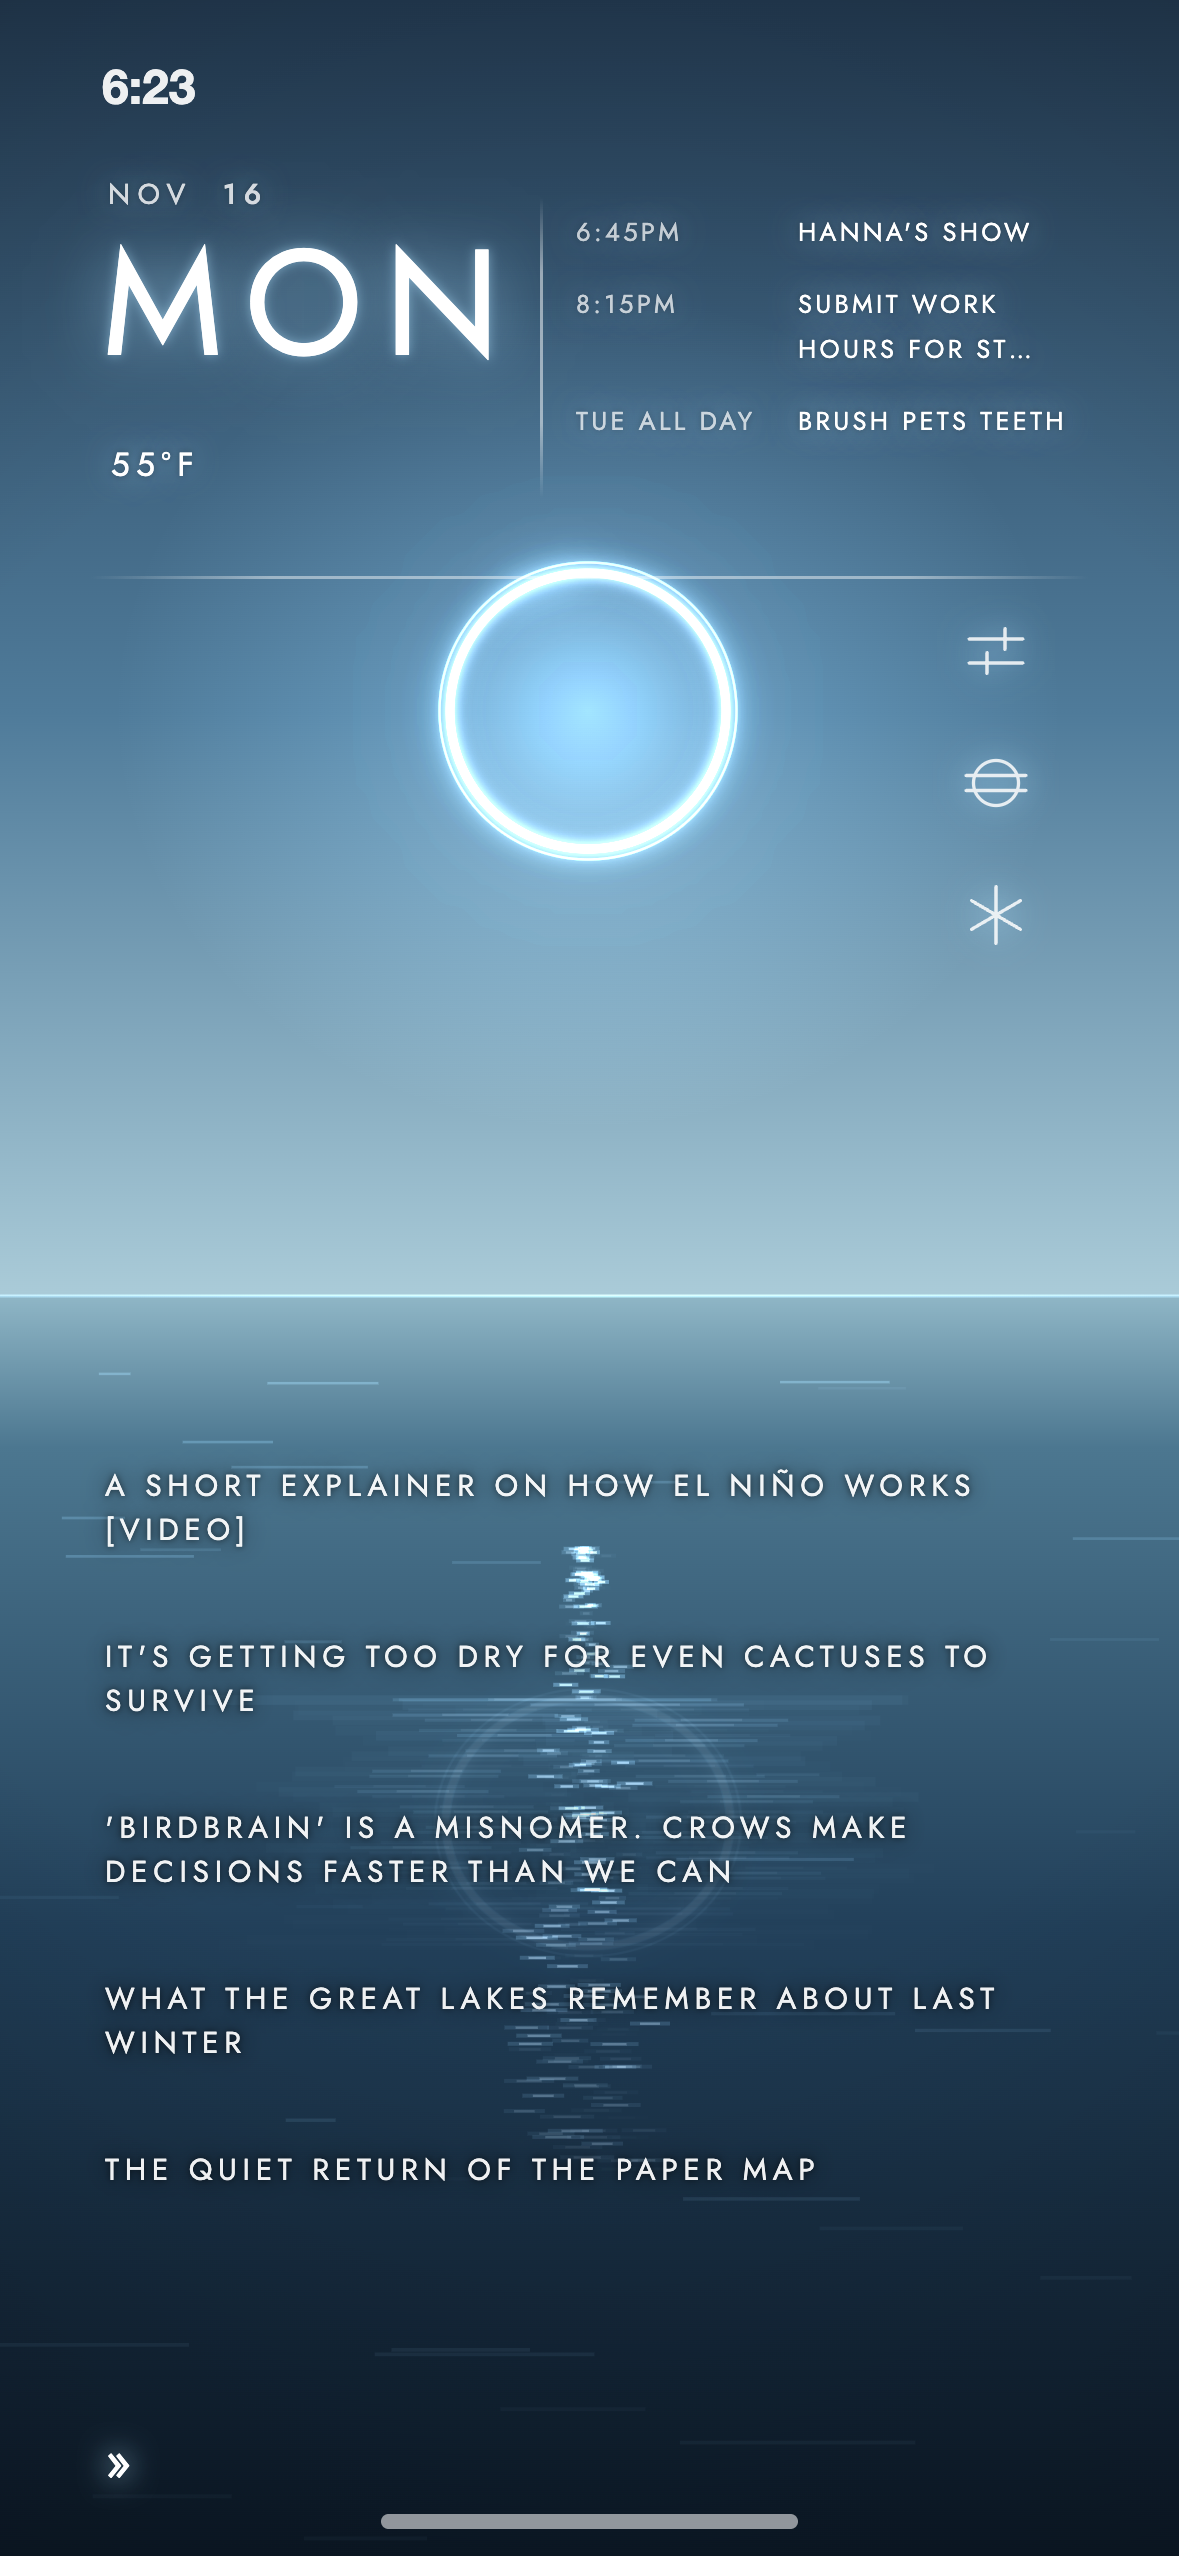 6:23
NOV 16
MON
55°F
6:45PM HANNA'S SHOW
8:15PM SUBMIT WORK
HOURS FOR ST...
TUE ALL DAY BRUSH PETS TEETH
A SHORT EXPLAINER ON HOW EL NIÑO WORKS
[VIDEO]
IT'S GETTING TOO DRY FOR EVEN CACTUSES TO
SURVIVE
'BIRDBRAIN' IS A MISNOMER. CROWS MAKE
DECISIONS FASTER THAN WE CAN
WHAT THE GREAT LAKES REMEMBER ABOUT LAST
WINTER
THE QUIET RETURN OF THE PAPER MAP
»